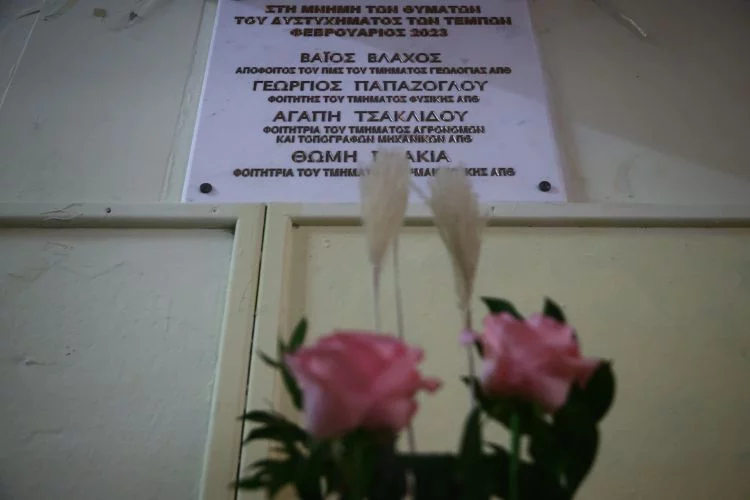 ΣΤΗ ΜΝΗΜΗ ΤΩΝ ΘΥΜΑΤΩΝ
ΤΟΥ ΔΥΣΤΥΧΗΜΑΤΟΣ ΤΩΝ ΤΕΜΠΩΝ
ΦΕΒΡΟΥΑΡΙΟΣ 2023
ΒΑΪΟΣ ΒΛΑΧΟΣ
ΑΠΟΦΟΙΤΟΣ ΤΟΥ ΠΜΣ ΤΟΥ ΤΜΗΜΑΤΟΣ ΓΕΩΛΟΓΙΑΣ ΑΠΘ
ΓΕΩΡΓΙΟΣ ΠΑΠΑΖΟΓΛΟΥ
ΦΟΙΤΗΤΗΣ ΤΟΥ ΤΜΗΜΑΤΟΣ ΦΥΣΙΚΗΣ ΑΠΘ
ΑΓΑΠΗ ΤΣΑΚΛΙΔΟΥ
ΦΟΙΤΗΤΡΙΑ ΤΟΥ ΤΜΗΜΑΤΟΣ ΑΓΡΟΝΟΜΩΝ
ΚΑΙ ΤΟΠΟΓΡΑΦΩΝ ΜΗΧΑΝΙΚΩΝ ΑΠΘ
ΘΩΜΗ
ΦΟΙΤΗΤΡΙΑ ΤΟΥ ΑΠΘ